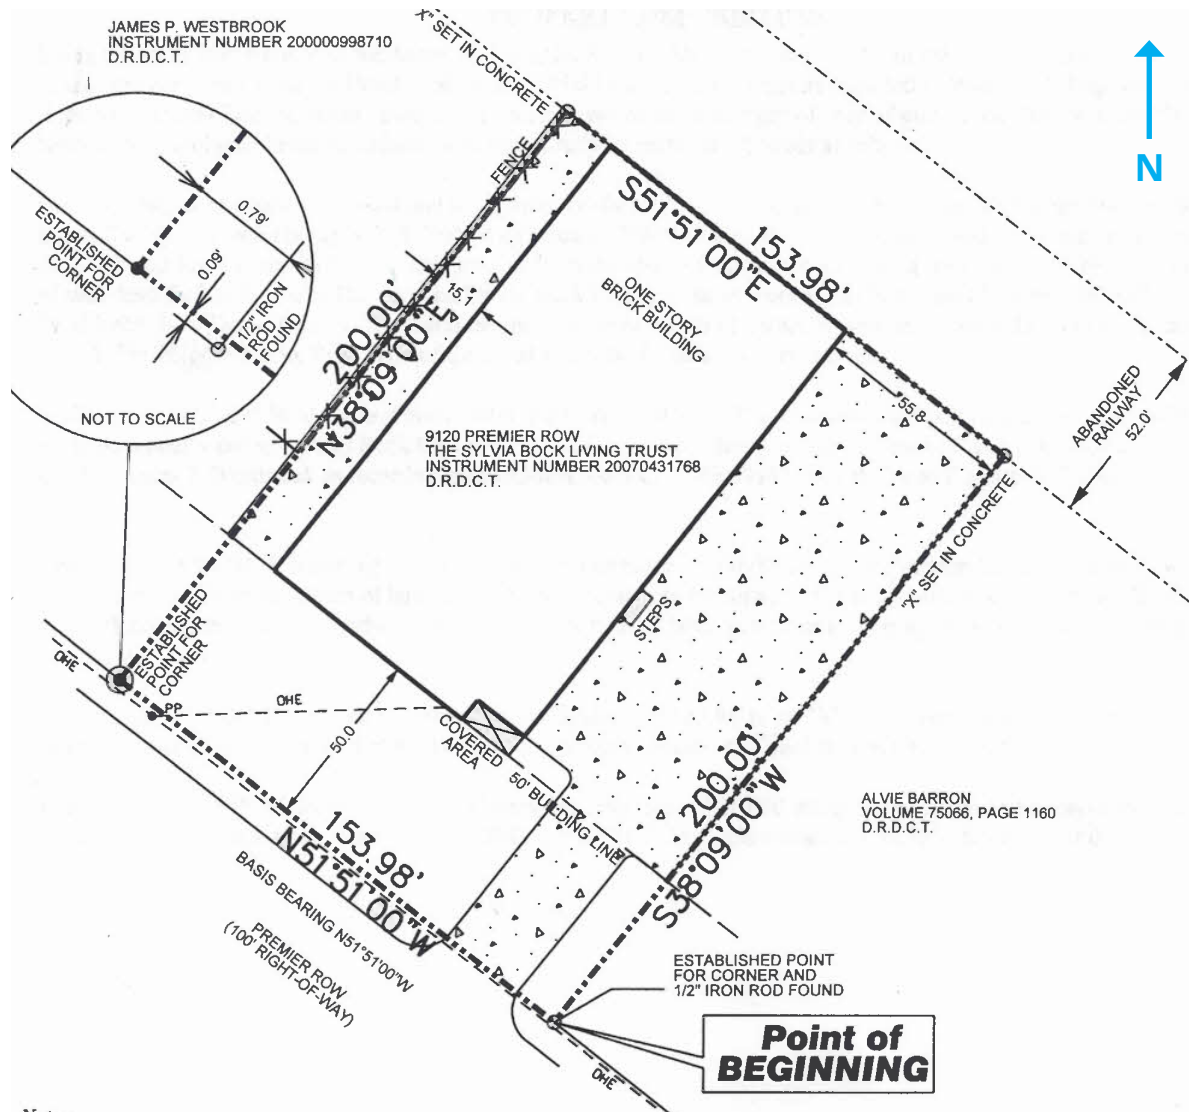 JAMES P. WESTBROOK
INSTRUMENT NUMBER 200000998710
D.R.D.C.T.
"X" SET IN CONCRETE
N
FENCE
0.79'
0.09'
ESTABLISHED
POINT FOR
CORNER
1/2" IRON
ROD
FOUND
NOT TO SCALE
S51°51'00"E
153.98'
15.1'
ONE STORY
BRICK BUILDING
200.00'
N38°09'00"E
55.8
ABANDONED
RAILWAY
52.0'
9120 PREMIER ROW
THE SYLVIA BOCK LIVING TRUST
INSTRUMENT NUMBER 20070431768
D.R.D.C.T.
"X" SET IN CONCRETE
STEPS
ESTABLISHED
POINT FOR
CORNER
OHE
PP
OHE
50.0
COVERED
AREA
50' BUILDING LINE
200.00'
S38°09'00"W
ALVIE BARRON
VOLUME 75066, PAGE 1160
D.R.D.C.T.
153.98'
N51°51'00"W
BASIS BEARING N51°51'00"W
PREMIER ROW
(100' RIGHT-OF-WAY)
ESTABLISHED POINT
FOR CORNER AND
1/2" IRON ROD FOUND
Point of
BEGINNING
OHE